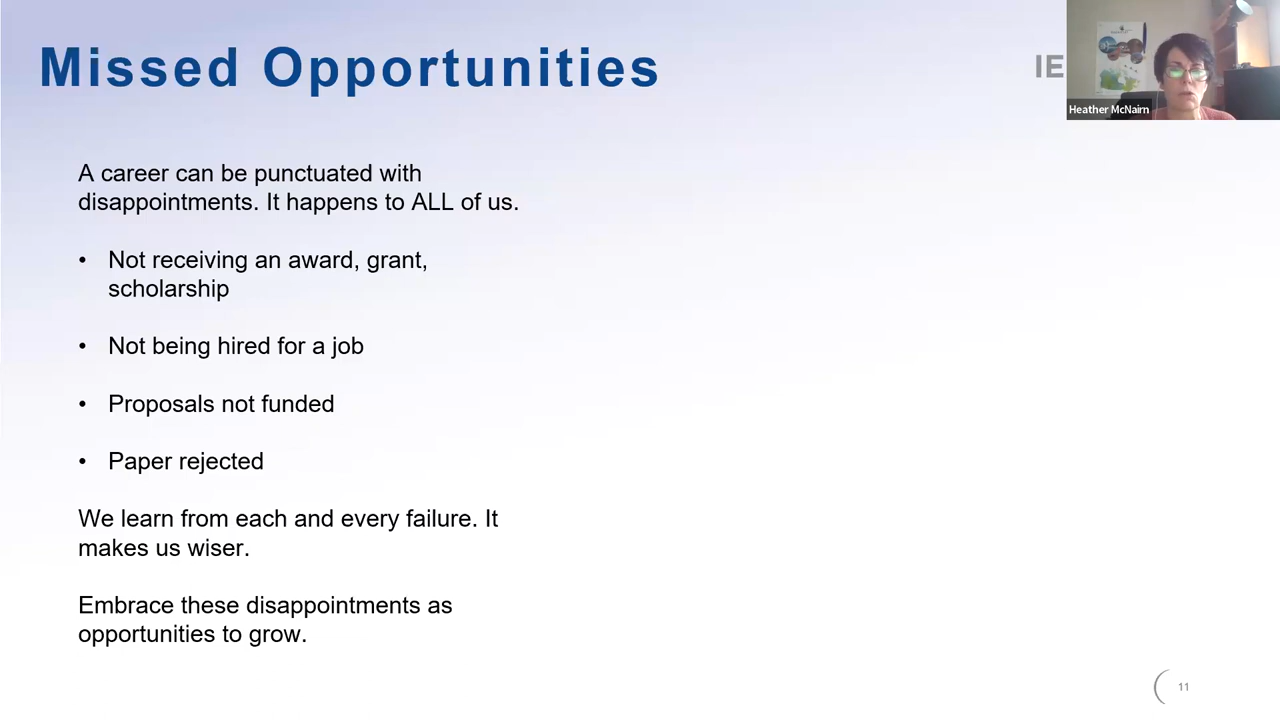 Missed Opportunities
IE
Heather McNairn
A career can be punctuated with
disappointments. It happens to ALL of us.
• Not receiving an award, grant,
scholarship
• Not being hired for a job
• Proposals not funded
• Paper rejected
We learn from each and every failure. It
makes us wiser.
Embrace these disappointments as
opportunities to grow.
11